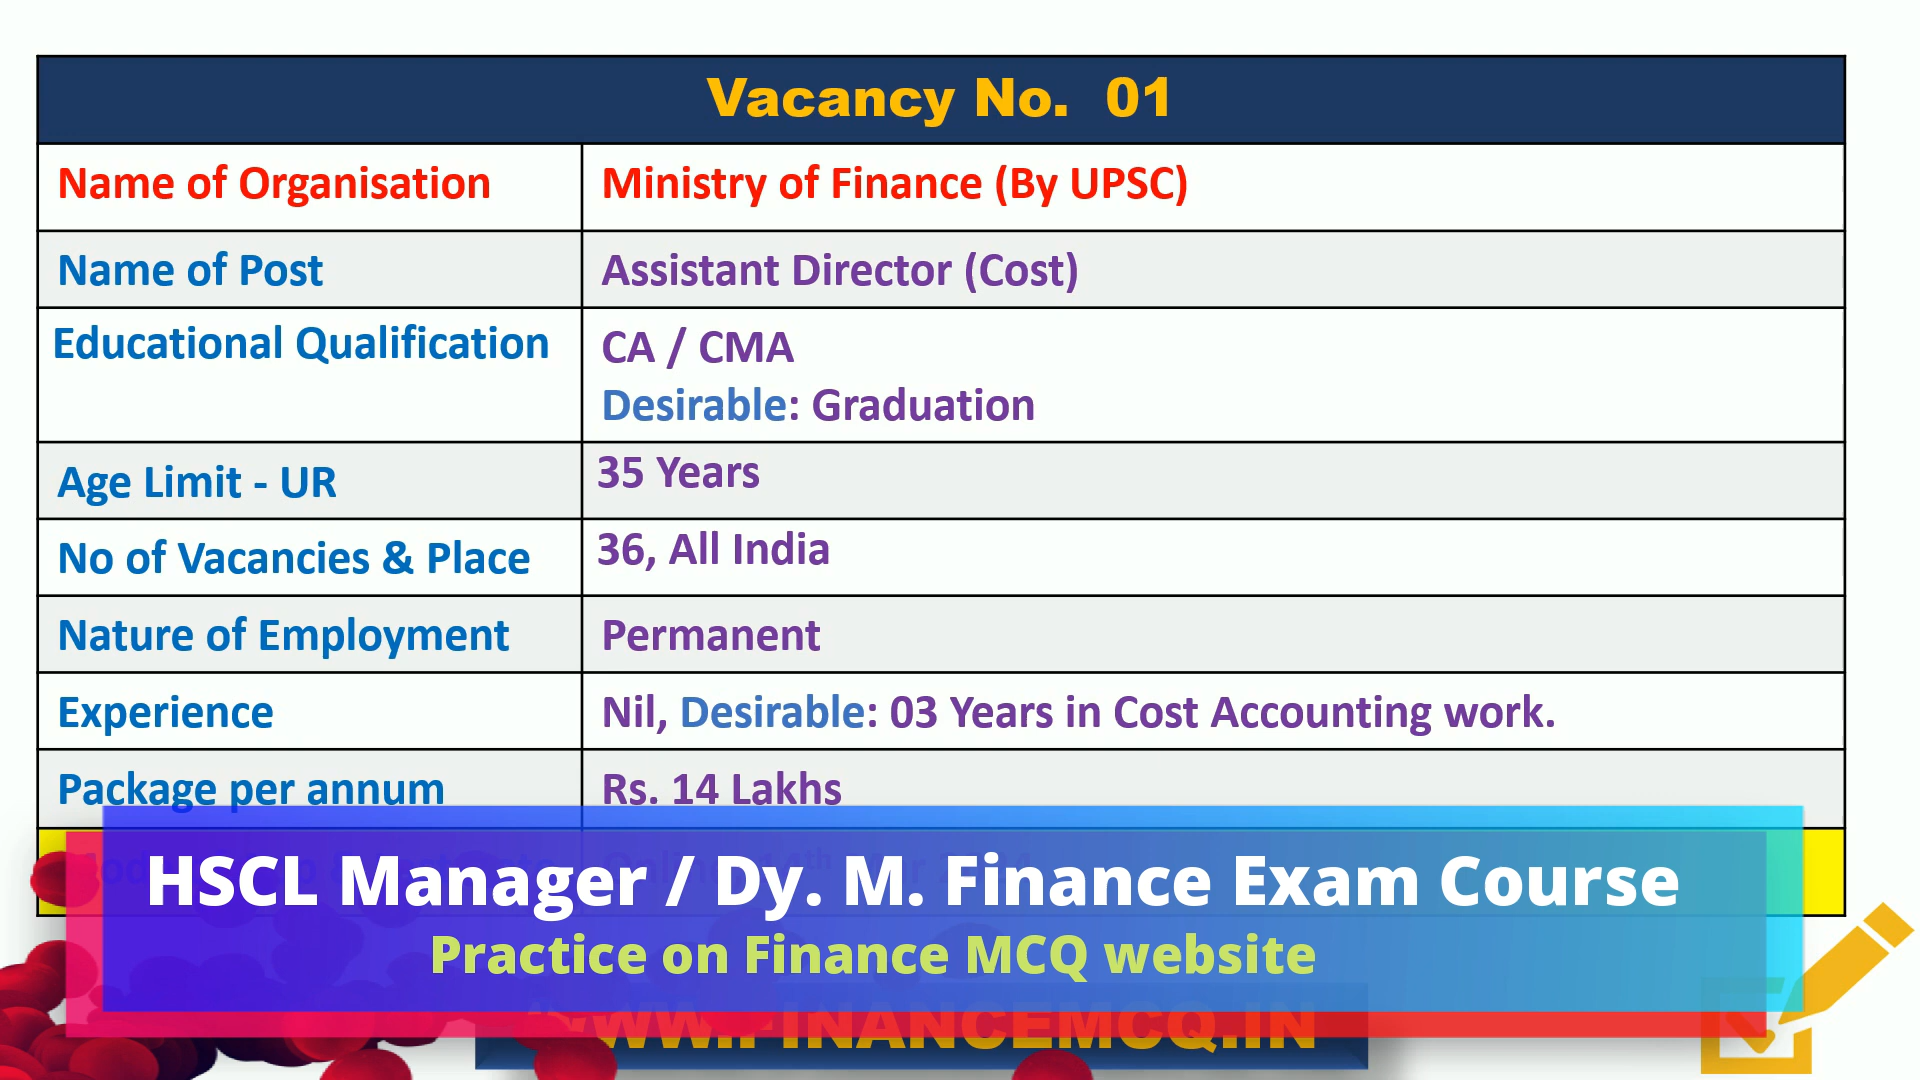 Vacancy No. 01
Name of Organisation
Ministry of Finance (By UPSC)
Name of Post
Assistant Director (Cost)
Educational Qualification
CA / CMA
Desirable: Graduation
Age Limit - UR
35 Years
No of Vacancies & Place
36, All India
Nature of Employment
Permanent
Experience
Nil, Desirable: 03 Years in Cost Accounting work.
Package per annum
Rs. 14 Lakhs
HSCL Manager / Dy. M. Finance Exam Course
Practice on Finance MCQ website
WWW.FINANCEMCQ.IN